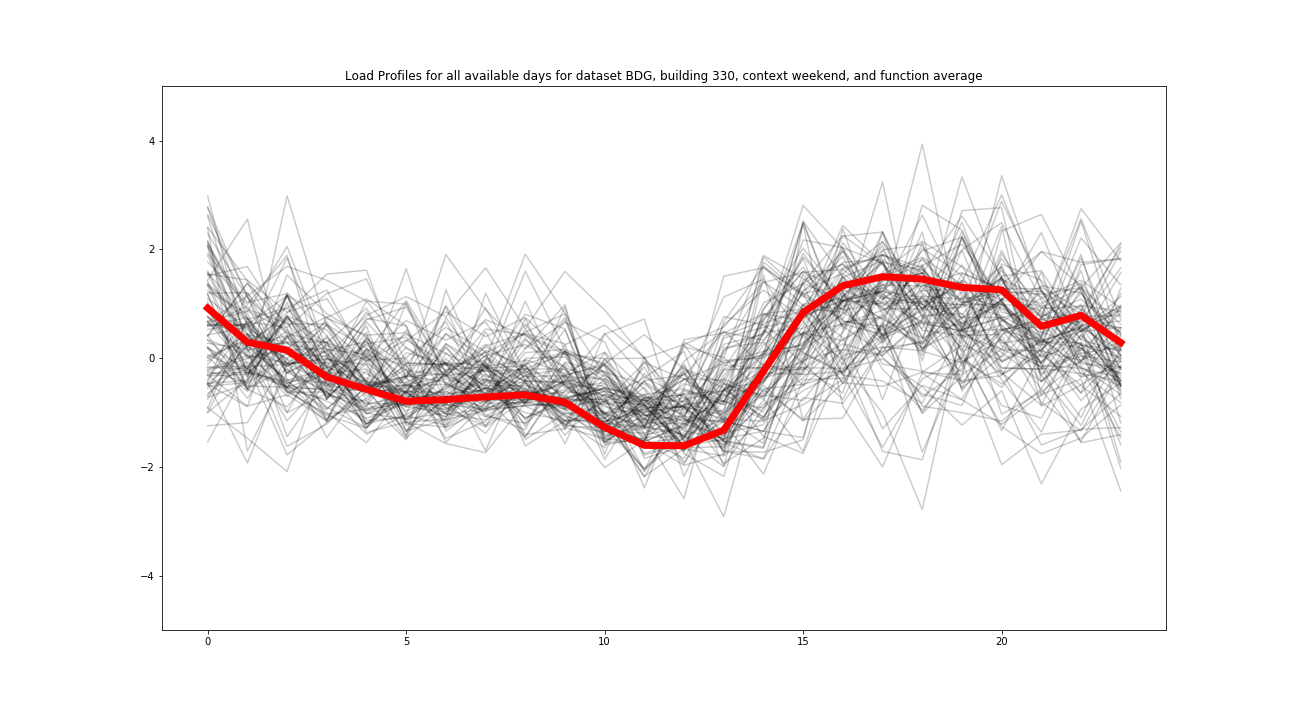 Load Profiles for all available days for dataset BDG, building 330, context weekend, and function average
4
2
0
−2
−4
0 5 10 15 20